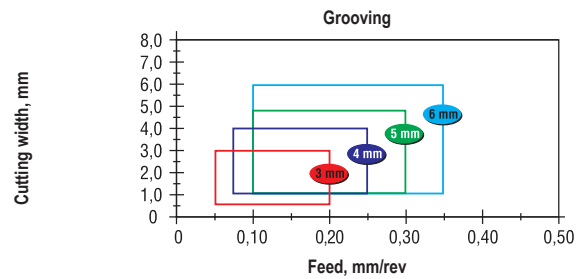 Grooving
Cutting width, mm
8,0
7,0
6,0
5,0
4,0
3,0
2,0
1,0
0
6 mm
5 mm
4 mm
3 mm
0 0,10 0,20 0,30 0,40 0,50
Feed, mm/rev